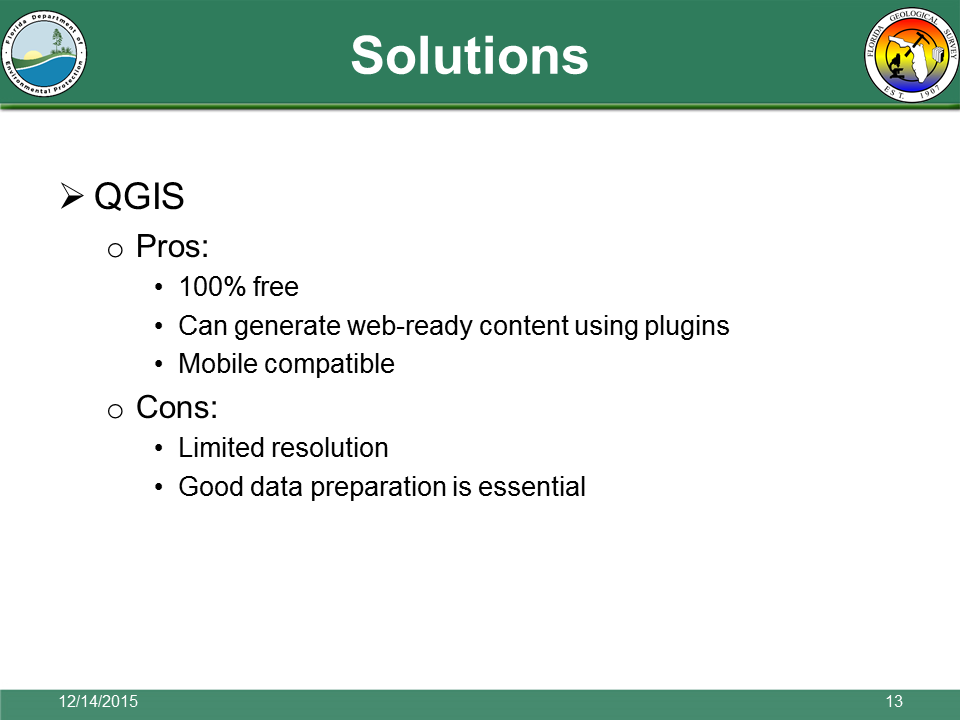 Florida Department of
Environmental Protection
Solutions
FLORIDA GEOLOGICAL SURVEY
EST. 1907
➢ QGIS
o Pros:
• 100% free
• Can generate web-ready content using plugins
• Mobile compatible
o Cons:
• Limited resolution
• Good data preparation is essential
12/14/2015
13